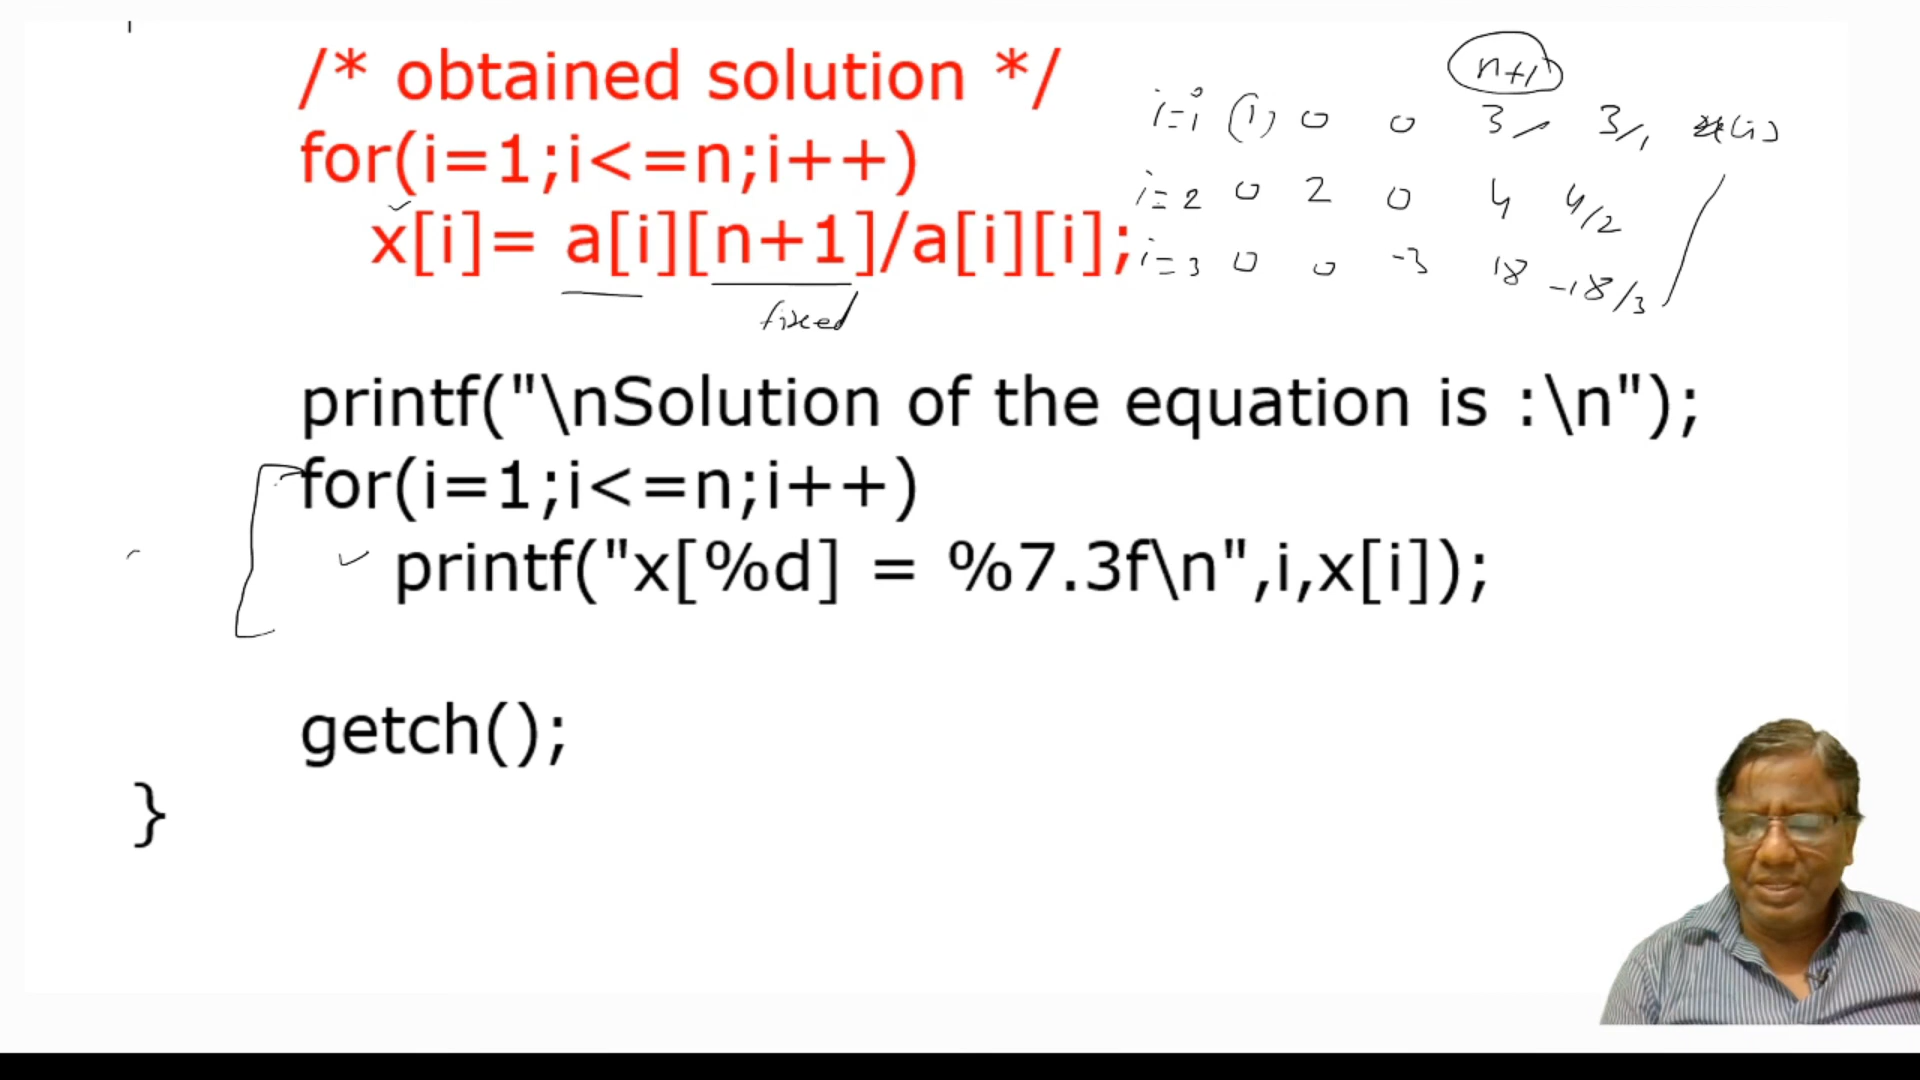 /* obtained solution */
for(i=1;i<=n;i++)
x[i]= a[i][n+1]/a[i][i];
fixed
n+1
i=1 (1) 0 0 3 3/1 (i)
i=2 0 2 0 4 4/2
i=3 0 0 -3 18 -18/3
printf("\nSolution of the equation is :\n");
for(i=1;i<=n;i++)
printf("x[%d] = %7.3f\n",i,x[i]);
getch();
}